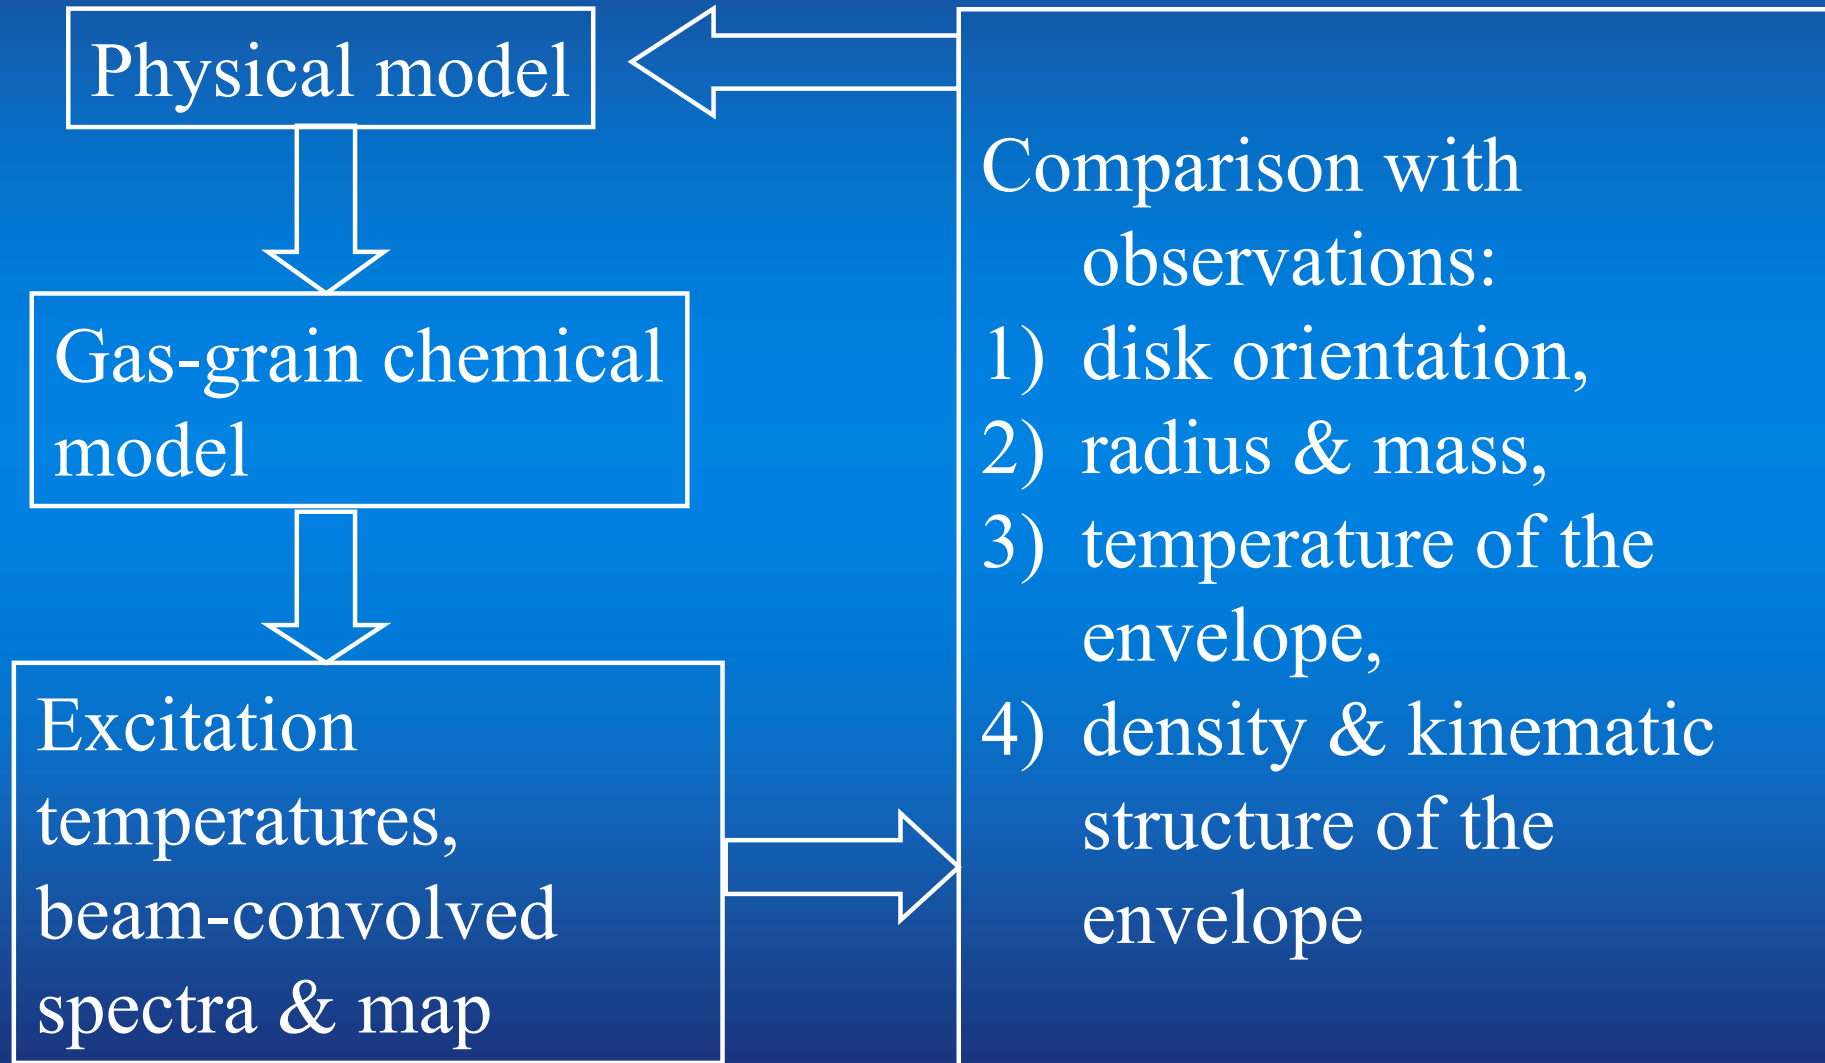 Physical model
Gas-grain chemical
model
Excitation
temperatures,
beam-convolved
spectra & map
Comparison with
observations:
1) disk orientation,
2) radius & mass,
3) temperature of the
envelope,
4) density & kinematic
structure of the
envelope